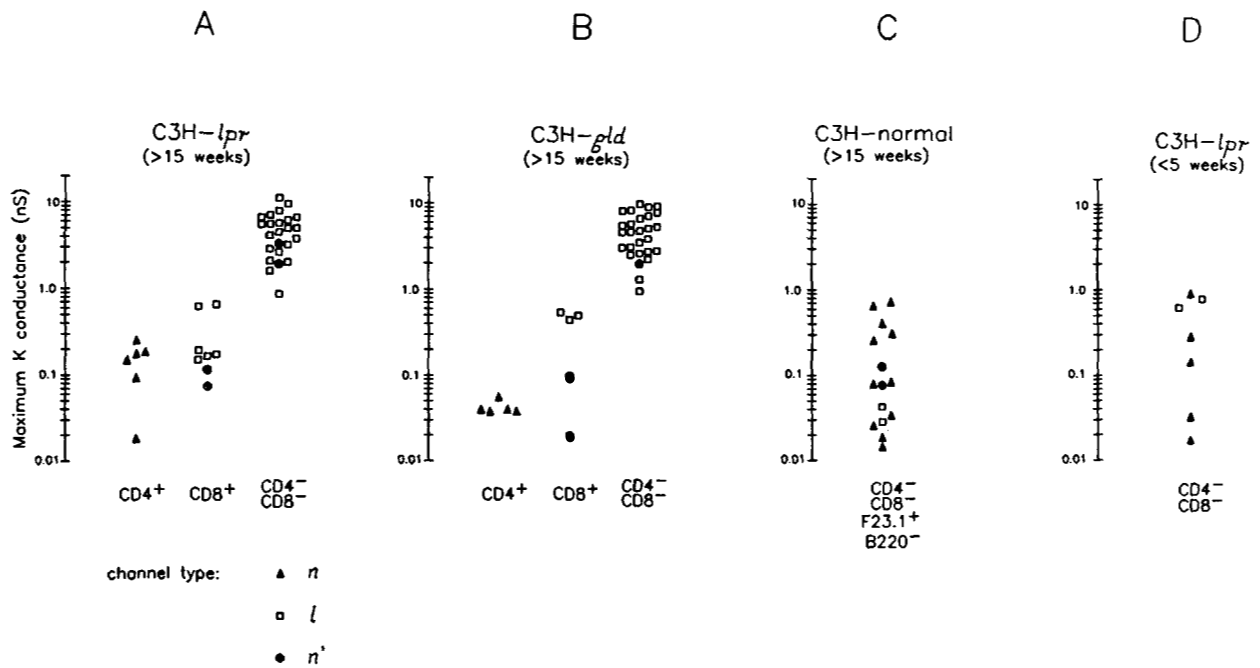 A
B
C
D
C3H-lpr
(>15 weeks)
C3H-gld
(>15 weeks)
C3H-normal
(>15 weeks)
C3H-lpr
(<5 weeks)
Maximum K conductance (nS)
10
1.0
0.1
0.01
10
1.0
0.1
0.01
10
1.0
0.1
0.01
10
1.0
0.1
0.01
CD4+
CD8+
CD4-
CD8-
CD4+
CD8+
CD4-
CD8-
CD4-
CD8-
F23.1+
B220-
CD4-
CD8-
channel type:
n
l
n'